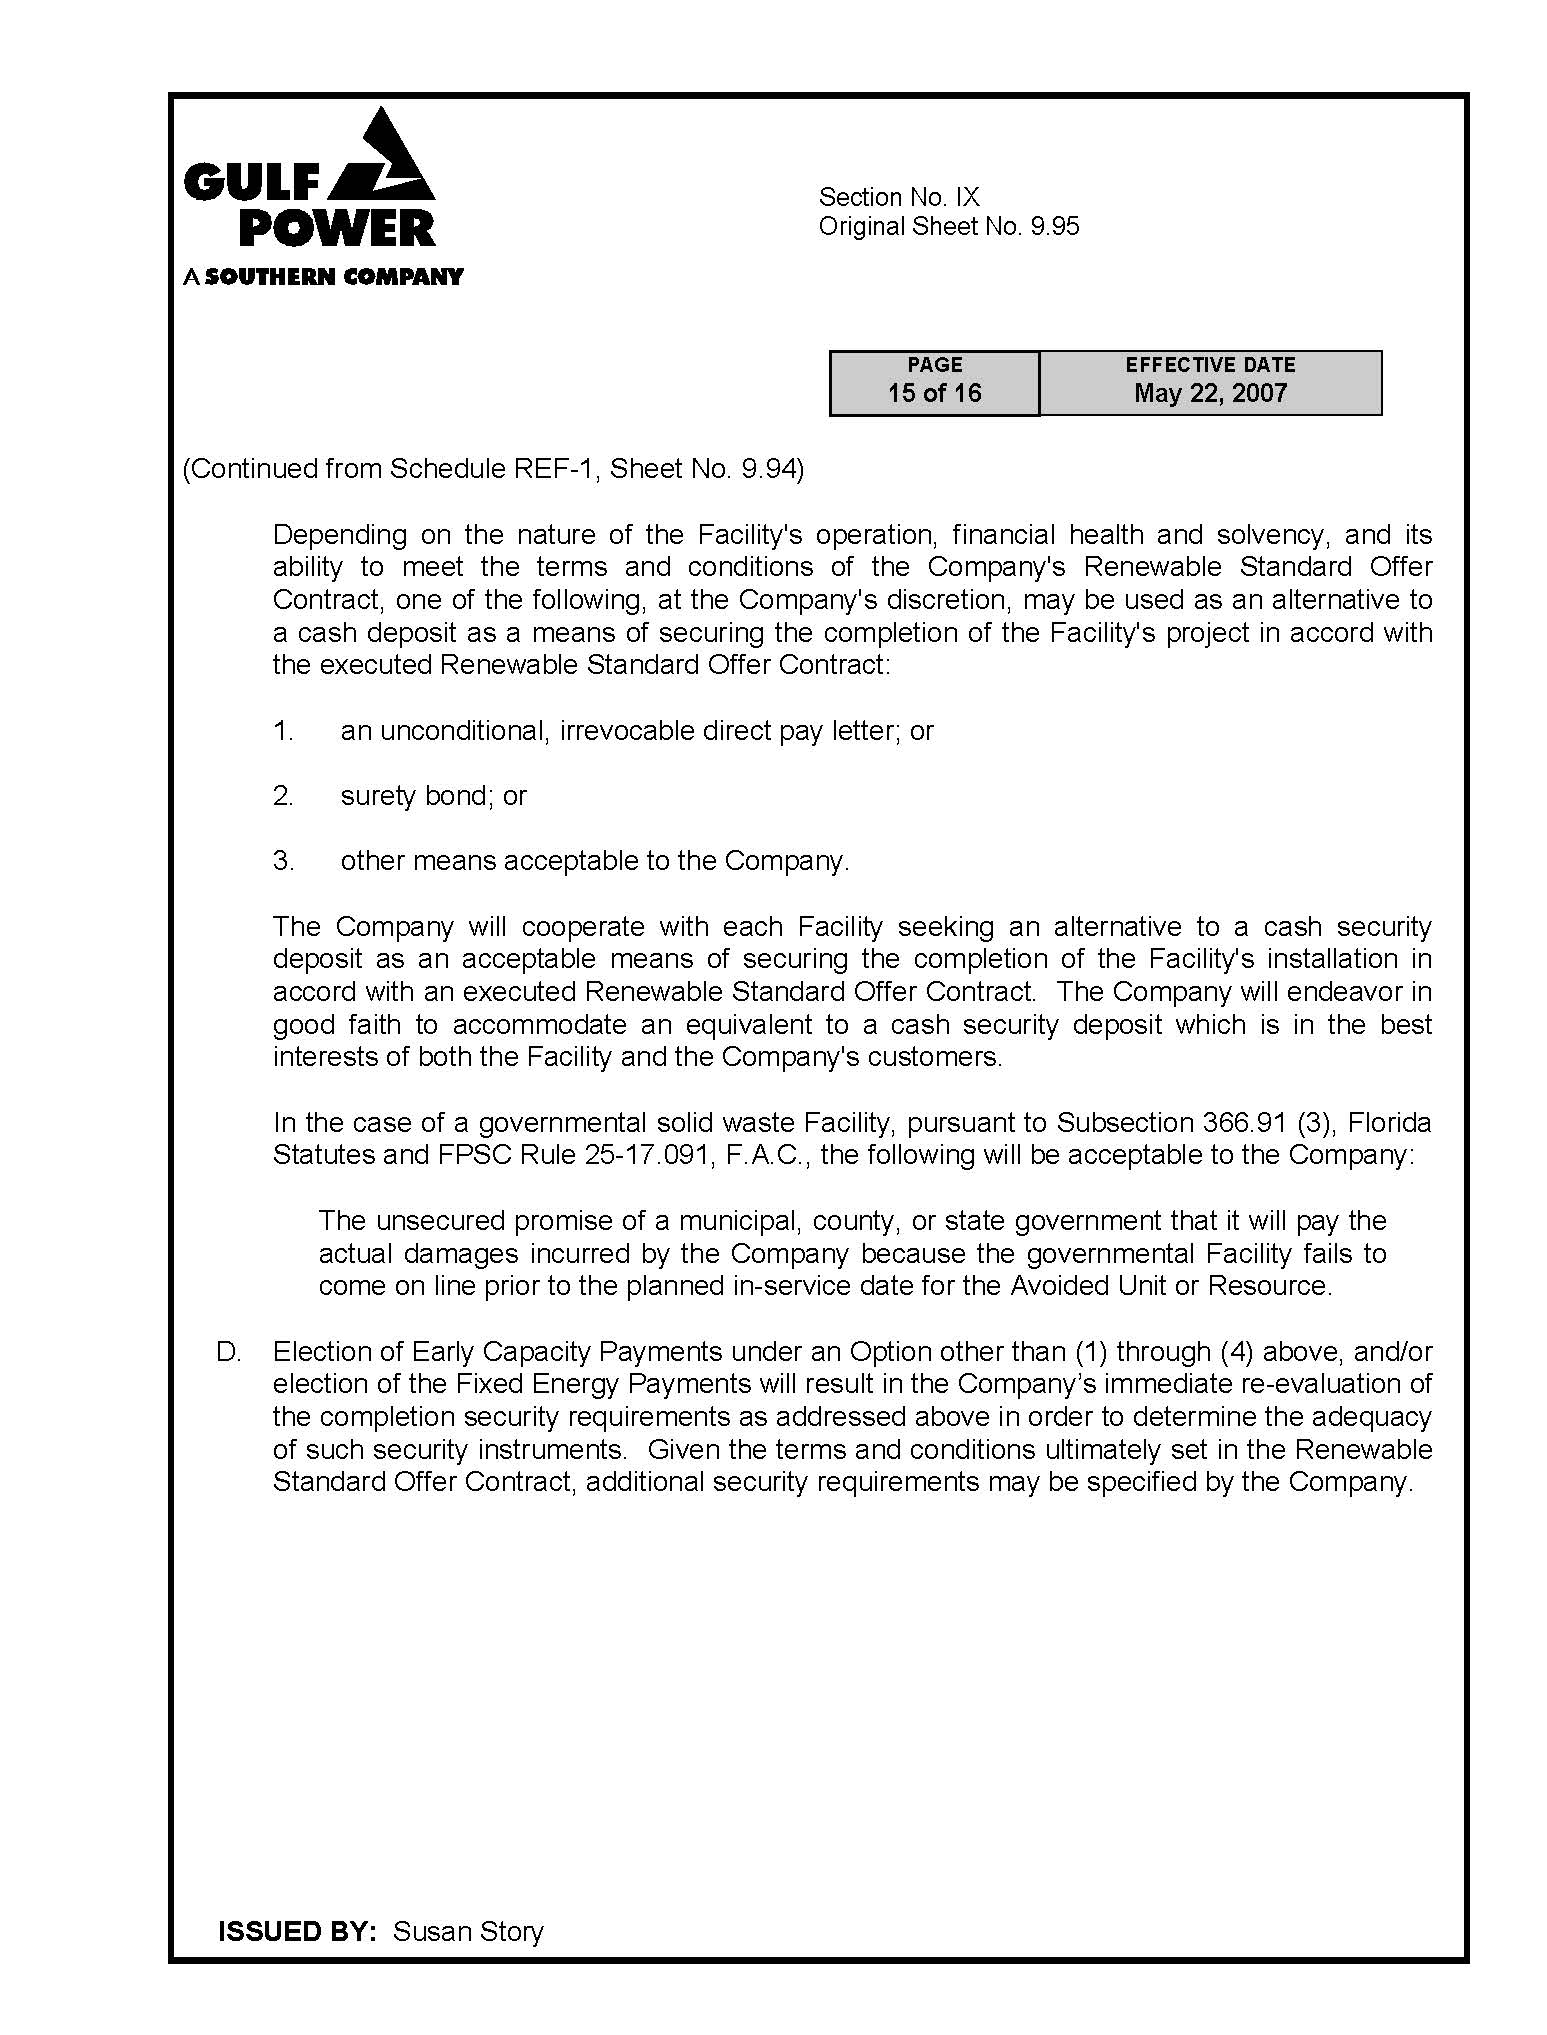 GULF
POWER
A SOUTHERN COMPANY
Section No. IX
Original Sheet No. 9.95
PAGE
15 of 16
EFFECTIVE DATE
May 22, 2007
(Continued from Schedule REF-1, Sheet No. 9.94)
Depending on the nature of the Facility's operation, financial health and solvency, and its
ability to meet the terms and conditions of the Company's Renewable Standard Offer
Contract, one of the following, at the Company's discretion, may be used as an alternative to
a cash deposit as a means of securing the completion of the Facility's project in accord with
the executed Renewable Standard Offer Contract:
1. an unconditional, irrevocable direct pay letter; or
2. surety bond; or
3. other means acceptable to the Company.
The Company will cooperate with each Facility seeking an alternative to a cash security
deposit as an acceptable means of securing the completion of the Facility's installation in
accord with an executed Renewable Standard Offer Contract. The Company will endeavor in
good faith to accommodate an equivalent to a cash security deposit which is in the best
interests of both the Facility and the Company's customers.
In the case of a governmental solid waste Facility, pursuant to Subsection 366.91 (3), Florida
Statutes and FPSC Rule 25-17.091, F.A.C., the following will be acceptable to the Company:
The unsecured promise of a municipal, county, or state government that it will pay the
actual damages incurred by the Company because the governmental Facility fails to
come on line prior to the planned in-service date for the Avoided Unit or Resource.
D. Election of Early Capacity Payments under an Option other than (1) through (4) above, and/or
election of the Fixed Energy Payments will result in the Company’s immediate re-evaluation of
the completion security requirements as addressed above in order to determine the adequacy
of such security instruments. Given the terms and conditions ultimately set in the Renewable
Standard Offer Contract, additional security requirements may be specified by the Company.
ISSUED BY: Susan Story